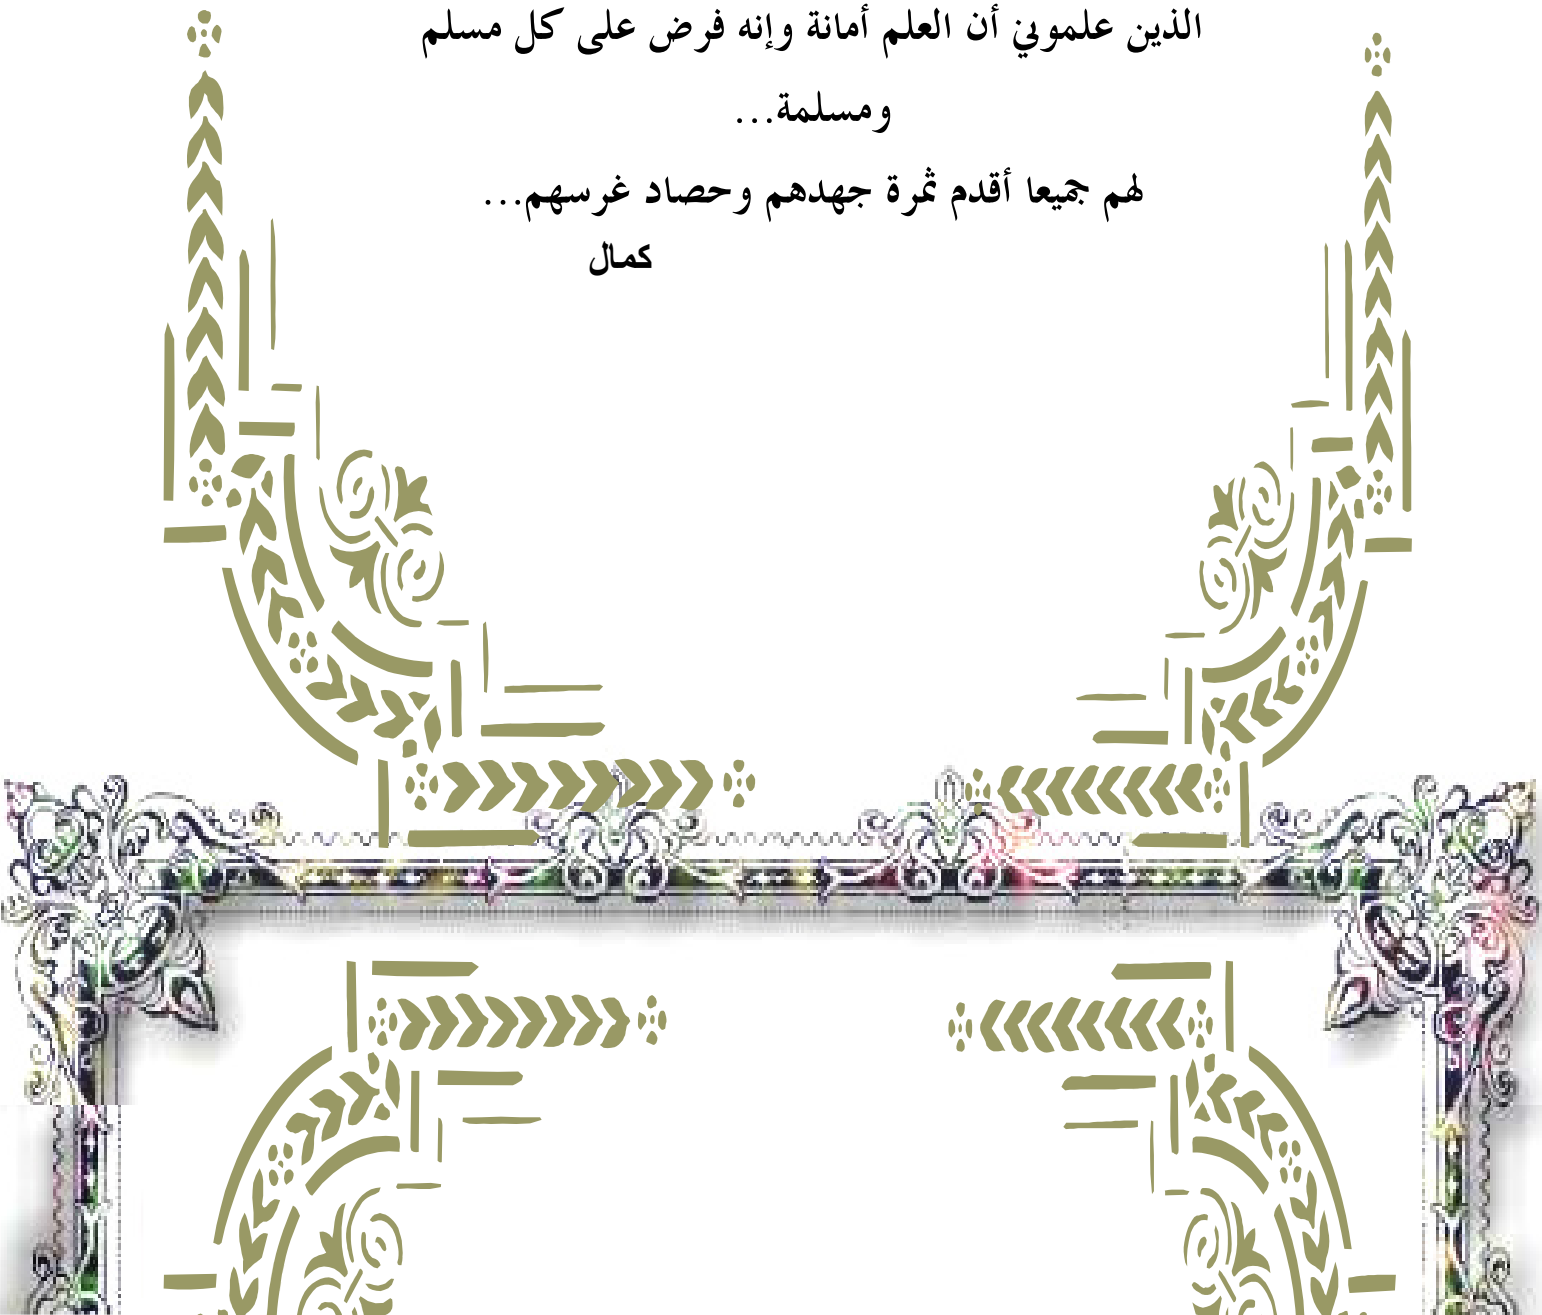 الذين علموني أن العلم أمانة وإنه فرض على كل مسلم
ومسلمة...
لهم جميعا أقدم ثمرة جهدهم وحصاد غرسهم...
كمال